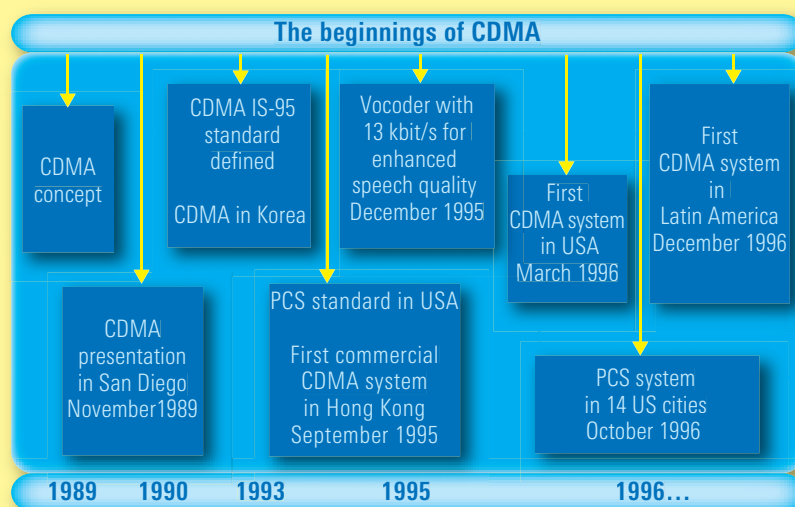 The beginnings of CDMA
CDMA
concept
CDMA
presentation
in San Diego
November1989
CDMA IS-95
standard
defined
CDMA in Korea
PCS standard in USA
First commercial
CDMA system
in Hong Kong
September 1995
Vocoder with
13 kbit/s for
enhanced
speech quality
December 1995
First
CDMA system
in USA
March 1996
PCS system
in 14 US cities
October 1996
First
CDMA system
in
Latin America
December 1996
1989 1990 1993 1995 1996...